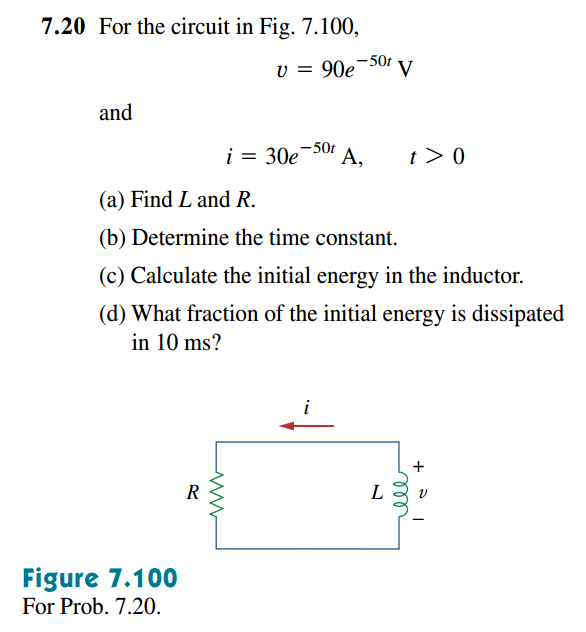 7.20 For the circuit in Fig. 7.100,
v = 90e⁻⁵⁰ᵗ V
and
i = 30e⁻⁵⁰ᵗ A, t > 0
(a) Find L and R.
(b) Determine the time constant.
(c) Calculate the initial energy in the inductor.
(d) What fraction of the initial energy is dissipated
in 10 ms?
i
+
R L v
−
Figure 7.100
For Prob. 7.20.